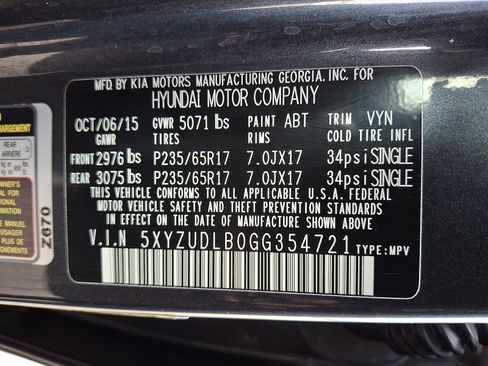 MFD. BY KIA MOTORS MANUFACTURING GEORGIA, INC. FOR
HYUNDAI MOTOR COMPANY
OCT/06/15 GVWR 5071 lbs PAINT ABT TRIM VYN
GAWR TIRES RIMS COLD TIRE INFL
FRONT 2976 lbs P235/65R17 7.0JX17 34psi SINGLE
REAR 3075 lbs P235/65R17 7.0JX17 34psi SINGLE
THIS VEHICLE CONFORMS TO ALL APPLICABLE U.S.A. FEDERAL
MOTOR VEHICLE SAFETY AND THEFT PREVENTION STANDARDS
IN EFFECT ON THE DATE OF MANUFACTURE SHOWN ABOVE.
V.I.N 5XYZUDLB0GG354721 TYPE: MPV
REAR
ARRIERE 3
Z670